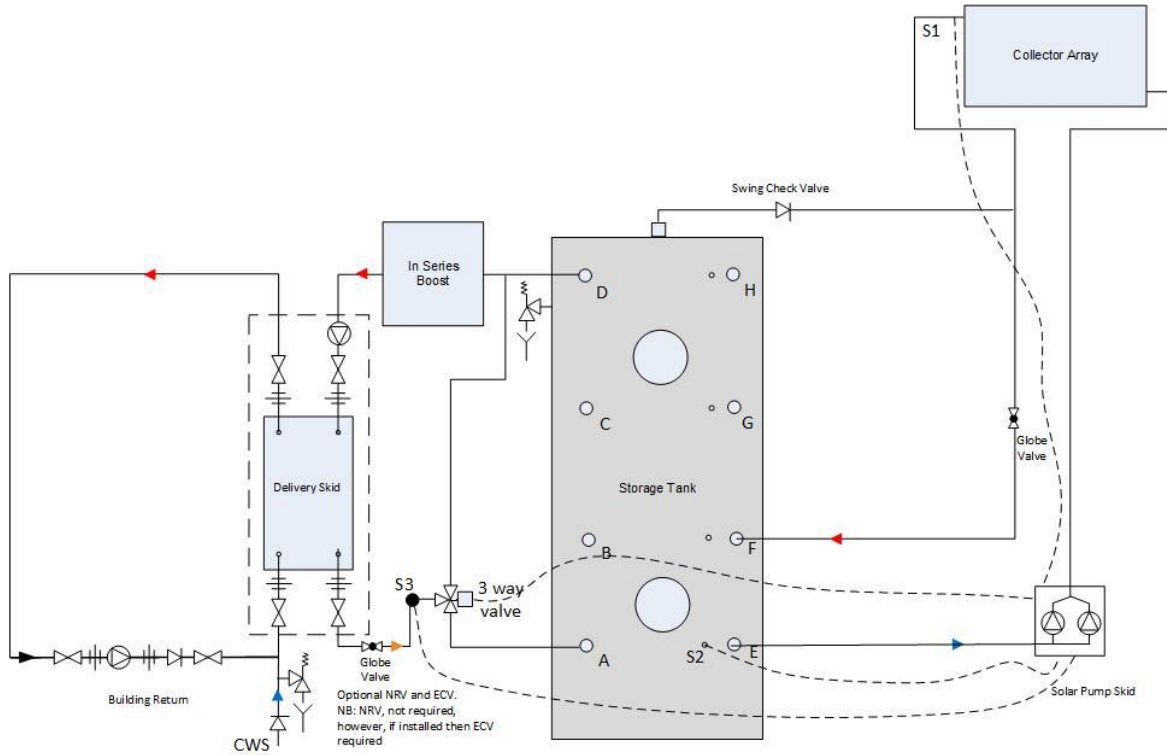 S1
Collector Array
Swing Check Valve
In Series
Boost
D
H
C
G
Globe
Valve
Delivery Skid
Storage Tank
B
F
S3
3 way
valve
A
S2
E
Globe
Valve
Building Return
Optional NRV and ECV.
NB: NRV, not required,
however, if installed then ECV
required
Solar Pump Skid
CWS